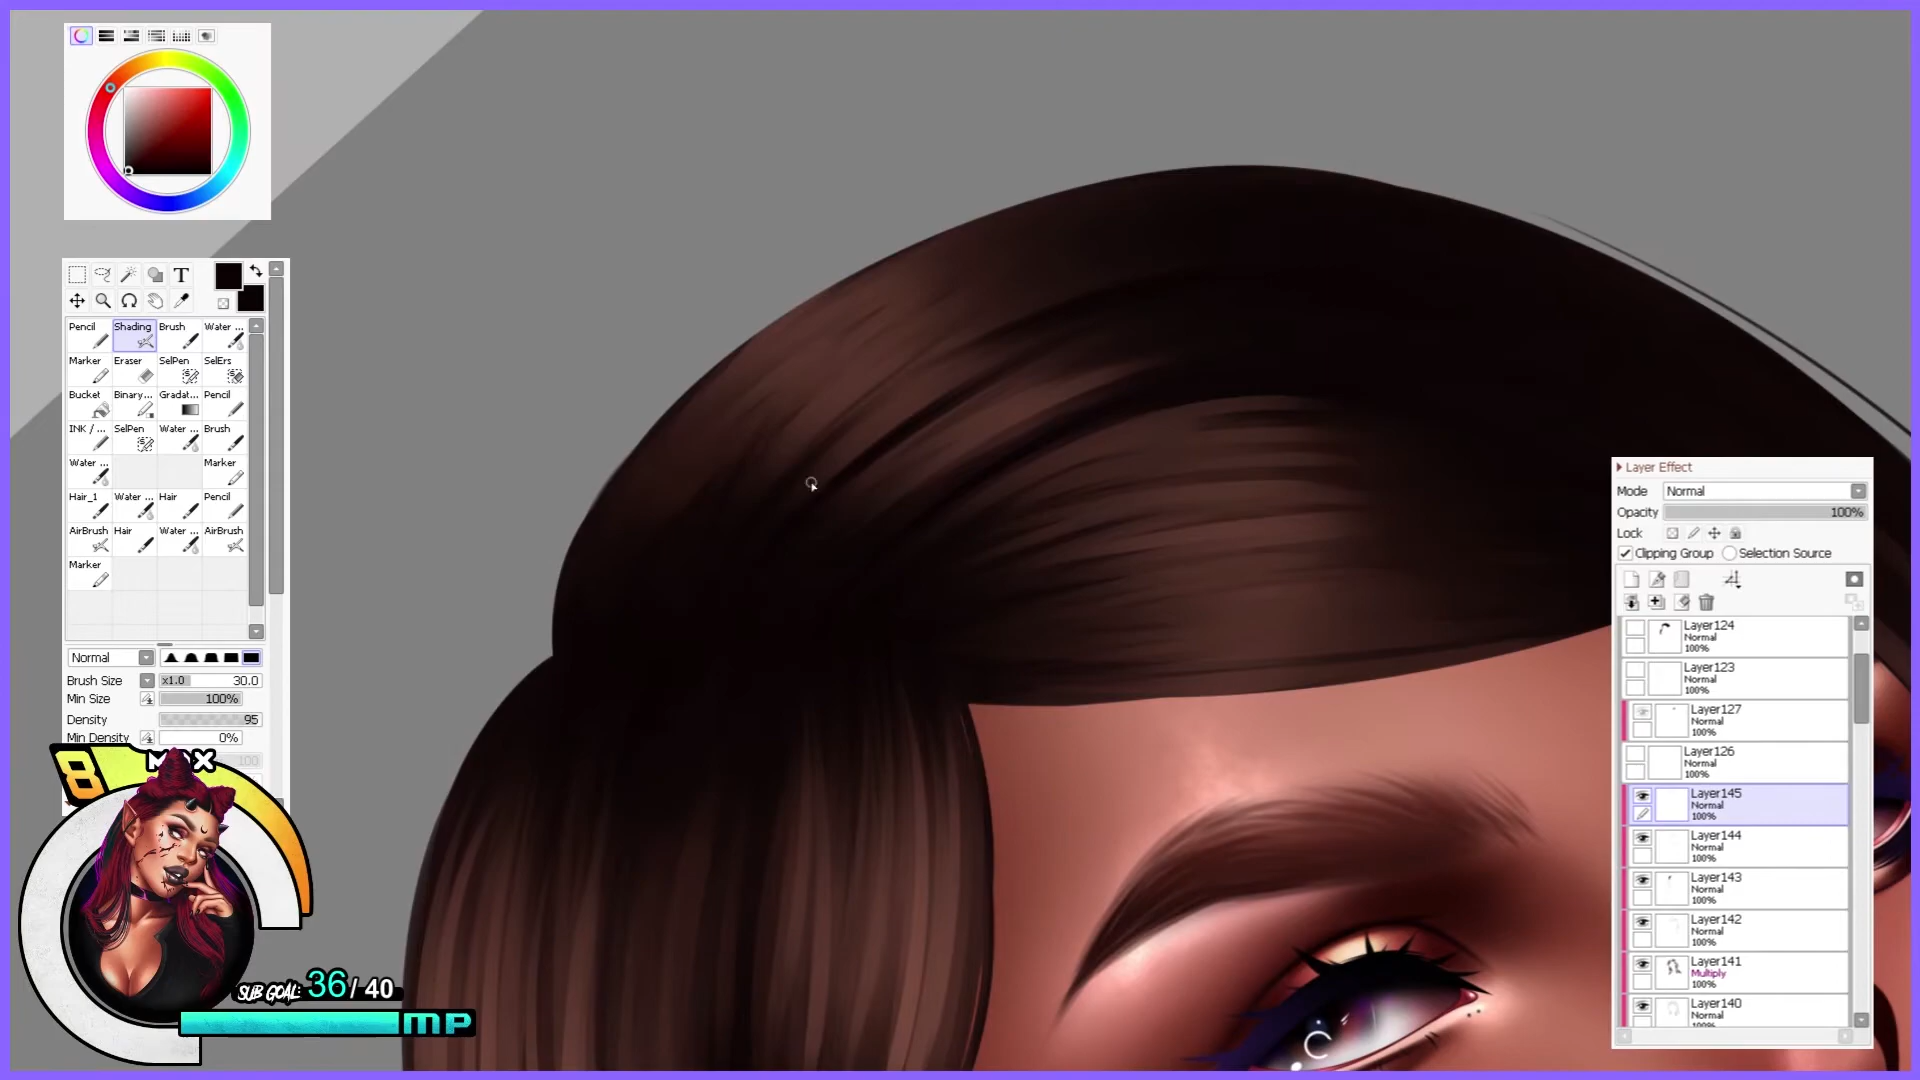 T
Pencil Shading Brush Water ...
Marker Eraser SelPen SelErs
Bucket Binary... Gradat... Pencil
INK / ... SelPen Water ... Brush
Water ... Marker
Hair_1 Water ... Hair Pencil
AirBrush Hair Water ... AirBrush
Marker
Normal
Brush Size x1.0 30.0
Min Size 100%
Density 95
Min Density 0%
100
8 MAX
SUB GOAL: 36/ 40
MP
Layer Effect
Mode Normal
Opacity 100%
Lock
Clipping Group Selection Source
Layer124
Normal
100%
Layer123
Normal
100%
Layer127
Normal
100%
Layer126
Normal
100%
Layer145
Normal
100%
Layer144
Normal
100%
Layer143
Normal
100%
Layer142
Normal
100%
Layer141
Multiply
100%
Layer140
Normal
100%